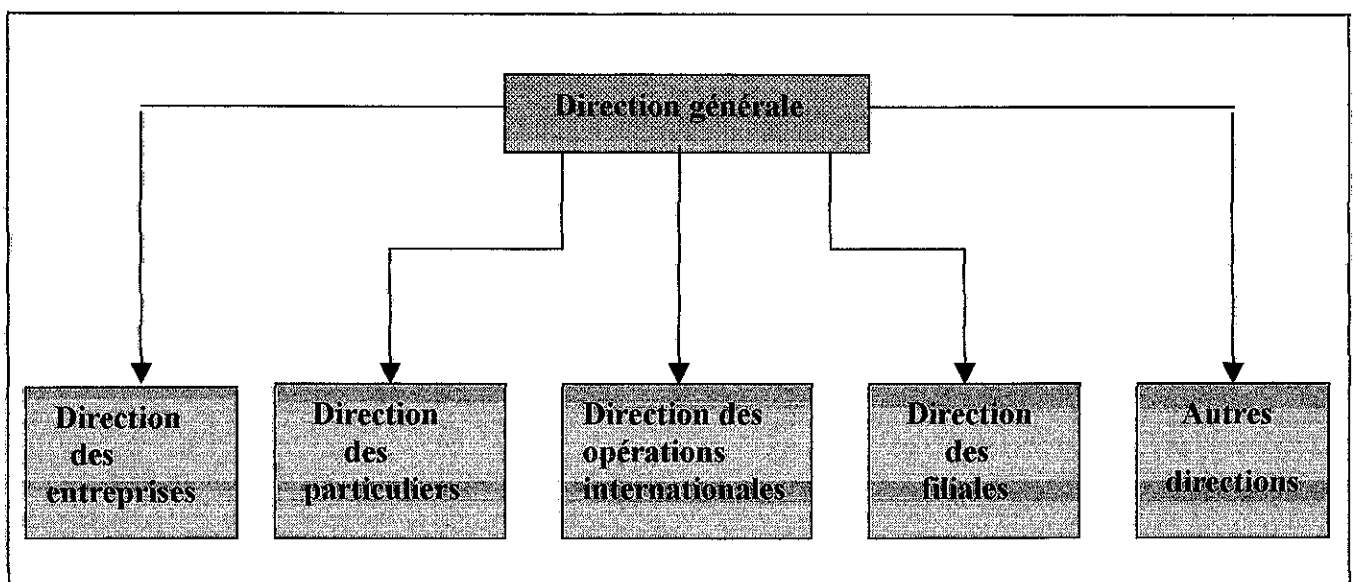 Direction générale
Direction
des
entreprises
Direction
des
particuliers
Direction des
opérations
internationales
Direction
des
filiales
Autres
directions